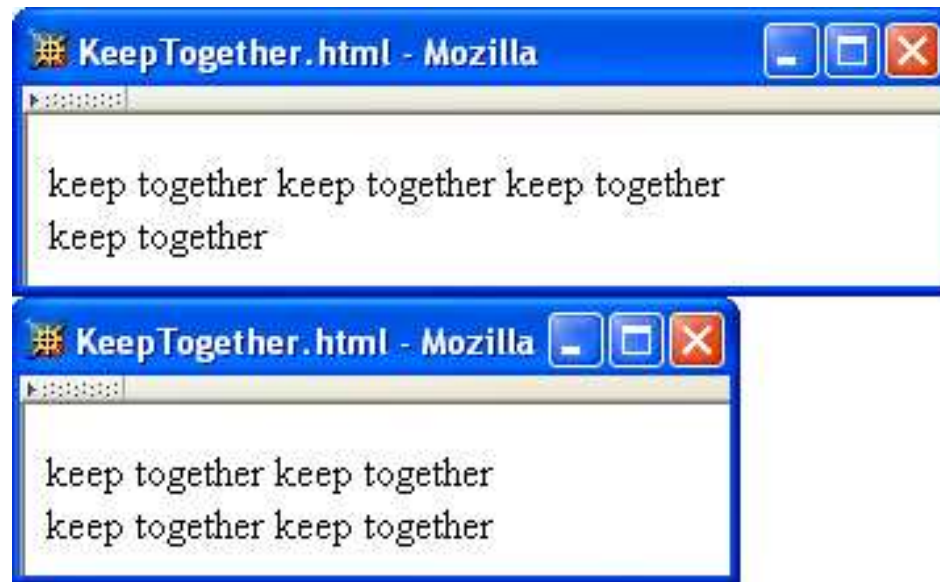 KeepTogether.html - Mozilla
keep together keep together keep together
keep together
KeepTogether.html - Mozilla
keep together keep together
keep together keep together